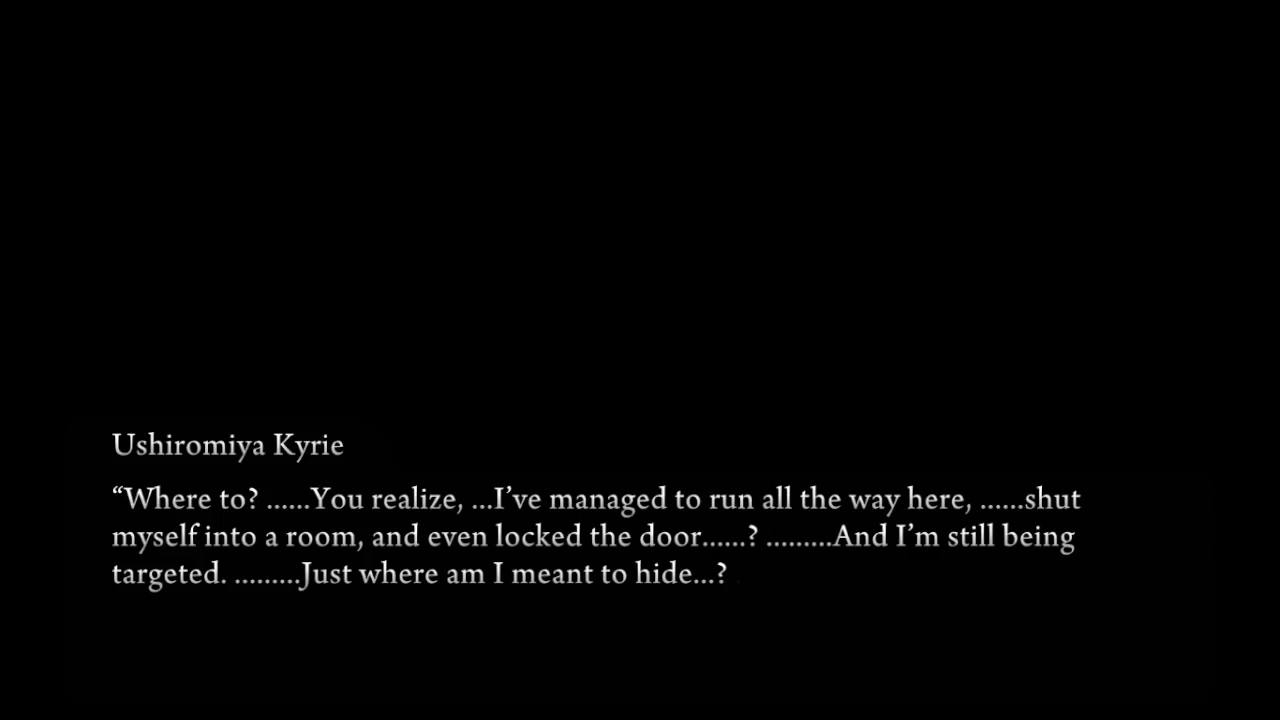 Ushiromiya Kyrie
“Where to? ......You realize, ...I’ve managed to run all the way here, ......shut
myself into a room, and even locked the door......? .........And I’m still being
targeted. .........Just where am I meant to hide...?